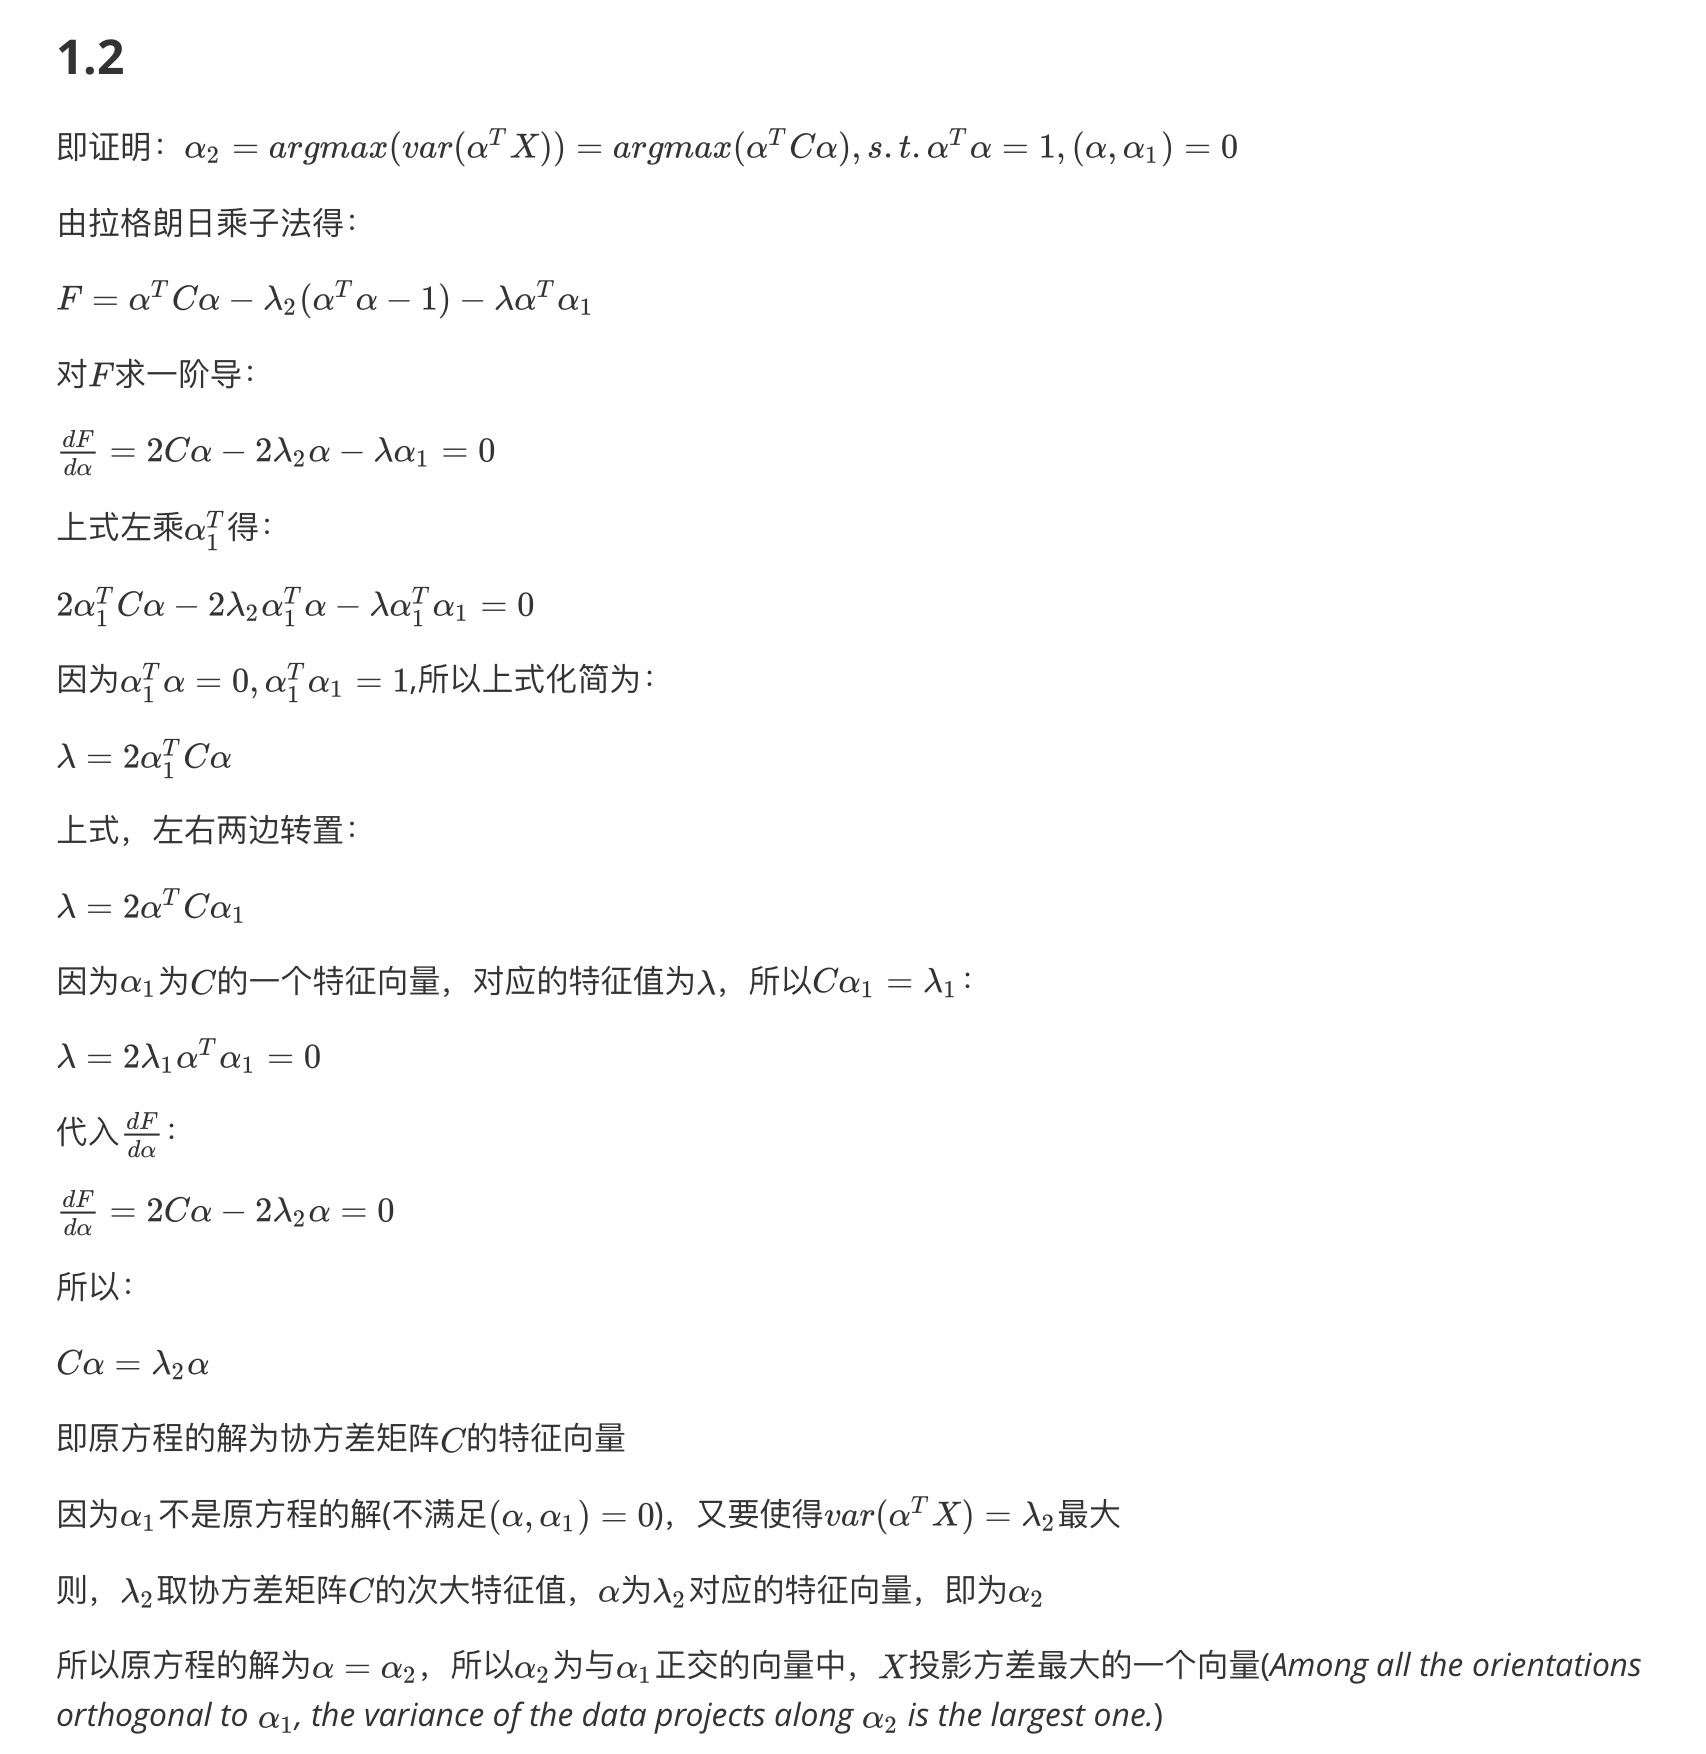 1.2
即证明：$\alpha_2 = argmax(var(\alpha^T X)) = argmax(\alpha^T C\alpha), s.t. \alpha^T\alpha = 1, (\alpha, \alpha_1) = 0$
由拉格朗日乘子法得：
$F = \alpha^T C\alpha - \lambda_2(\alpha^T\alpha - 1) - \lambda\alpha^T\alpha_1$
对$F$求一阶导：
$\frac{dF}{d\alpha} = 2C\alpha - 2\lambda_2\alpha - \lambda\alpha_1 = 0$
上式左乘$\alpha_1^T$得：
$2\alpha_1^T C\alpha - 2\lambda_2\alpha_1^T\alpha - \lambda\alpha_1^T\alpha_1 = 0$
因为$\alpha_1^T\alpha = 0, \alpha_1^T\alpha_1 = 1$,所以上式化简为：
$\lambda = 2\alpha_1^T C\alpha$
上式，左右两边转置：
$\lambda = 2\alpha^T C\alpha_1$
因为$\alpha_1$为$C$的一个特征向量，对应的特征值为$\lambda$，所以$C\alpha_1 = \lambda_1$：
$\lambda = 2\lambda_1\alpha^T\alpha_1 = 0$
代入$\frac{dF}{d\alpha}$：
$\frac{dF}{d\alpha} = 2C\alpha - 2\lambda_2\alpha = 0$
所以：
$C\alpha = \lambda_2\alpha$
即原方程的解为协方差矩阵$C$的特征向量
因为$\alpha_1$不是原方程的解(不满足$(\alpha, \alpha_1) = 0$)，又要使得$var(\alpha^T X) = \lambda_2$最大
则，$\lambda_2$取协方差矩阵$C$的次大特征值，$\alpha$为$\lambda_2$对应的特征向量，即为$\alpha_2$
所以原方程的解为$\alpha = \alpha_2$，所以$\alpha_2$为与$\alpha_1$正交的向量中，$X$投影方差最大的一个向量(Among all the orientations
orthogonal to $\alpha_1$, the variance of the data projects along $\alpha_2$ is the largest one.)